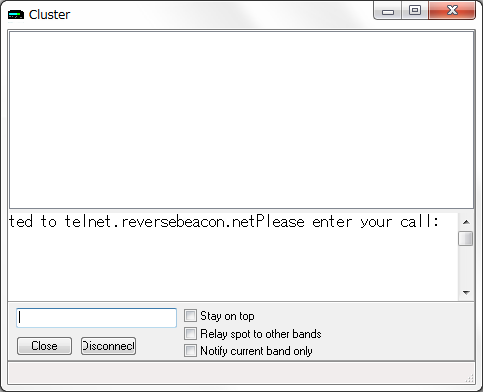 Cluster
ted to telnet.reversebeacon.netPlease enter your call:
Stay on top
Relay spot to other bands
Close
Disconnect
Notify current band only